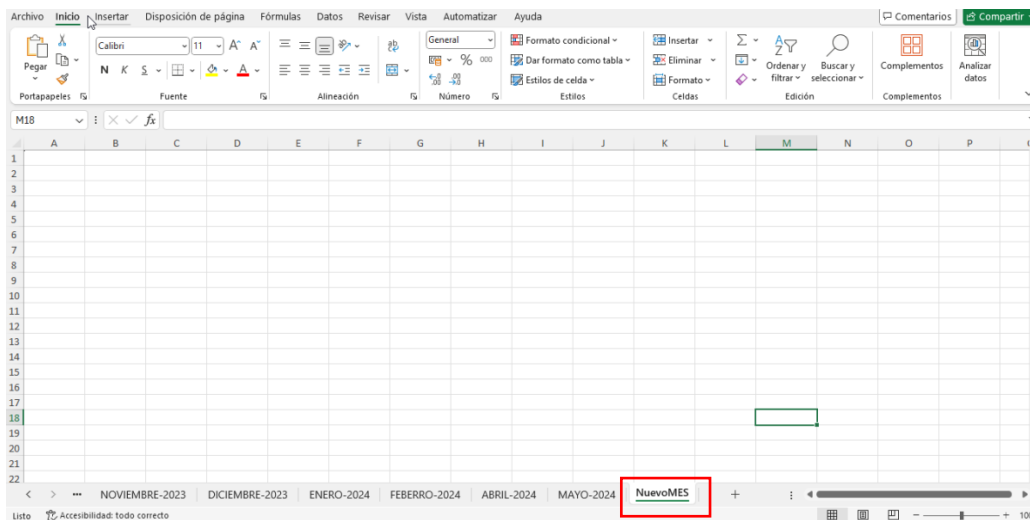 Archivo Inicio Insertar Disposición de página Fórmulas Datos Revisar Vista Automatizar Ayuda Comentarios Compartir
Calibri 11 A^ A˅ ab General Formato condicional Insertar Σ
Pegar N K S A % 000 Dar formato como tabla Eliminar Ordenar y filtrar Buscar y seleccionar Complementos Analizar datos
Estilos de celda Formato
Portapapeles Fuente Alineación Número Estilos Celdas Edición Complementos
M18 fx
A B C D E F G H I J K L M N O P
1
2
3
4
5
6
7
8
9
10
11
12
13
14
15
16
17
18
19
20
21
22
NOVIEMBRE-2023 DICIEMBRE-2023 ENERO-2024 FEBERRO-2024 ABRIL-2024 MAYO-2024 NuevoMES +
Listo Accesibilidad: todo correcto - +